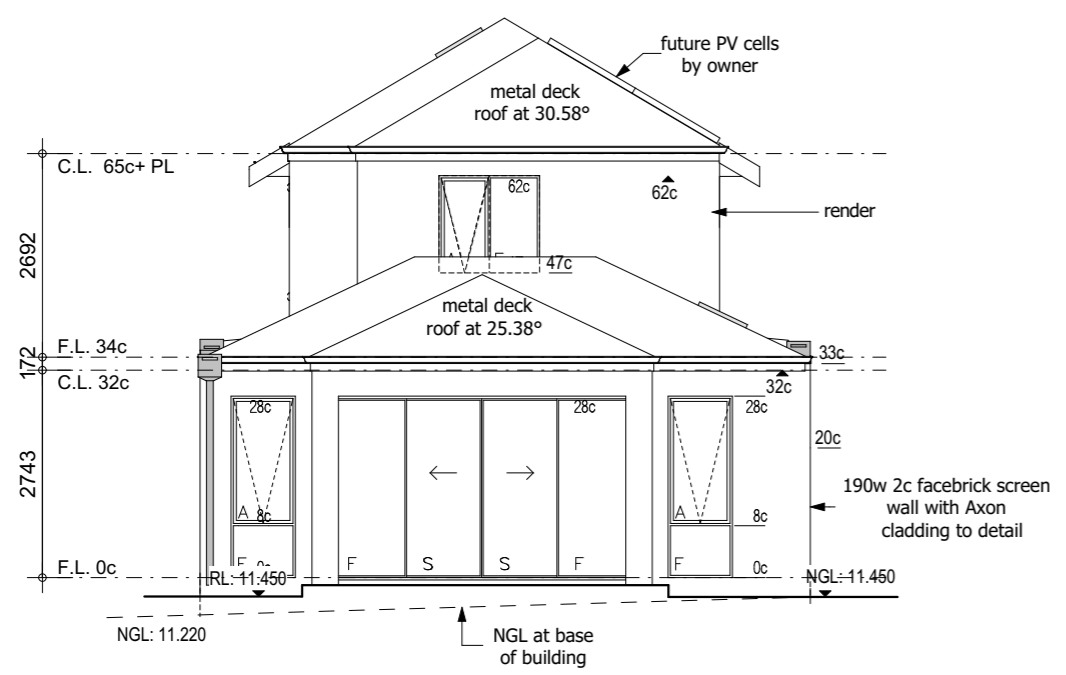 future PV cells
by owner
metal deck
roof at 30.58°
C.L. 65c+ PL
62c
62c
render
2692
47c
metal deck
roof at 25.38°
F.L. 34c
33c
172
C.L. 32c
32c
28c
28c
28c
20c
2743
190w 2c facebrick screen
wall with Axon
cladding to detail
A
8c
A
8c
F
S
S
F
F
0c
F.L. 0c
RL: 11.450
NGL: 11.450
NGL: 11.220
NGL at base
of building